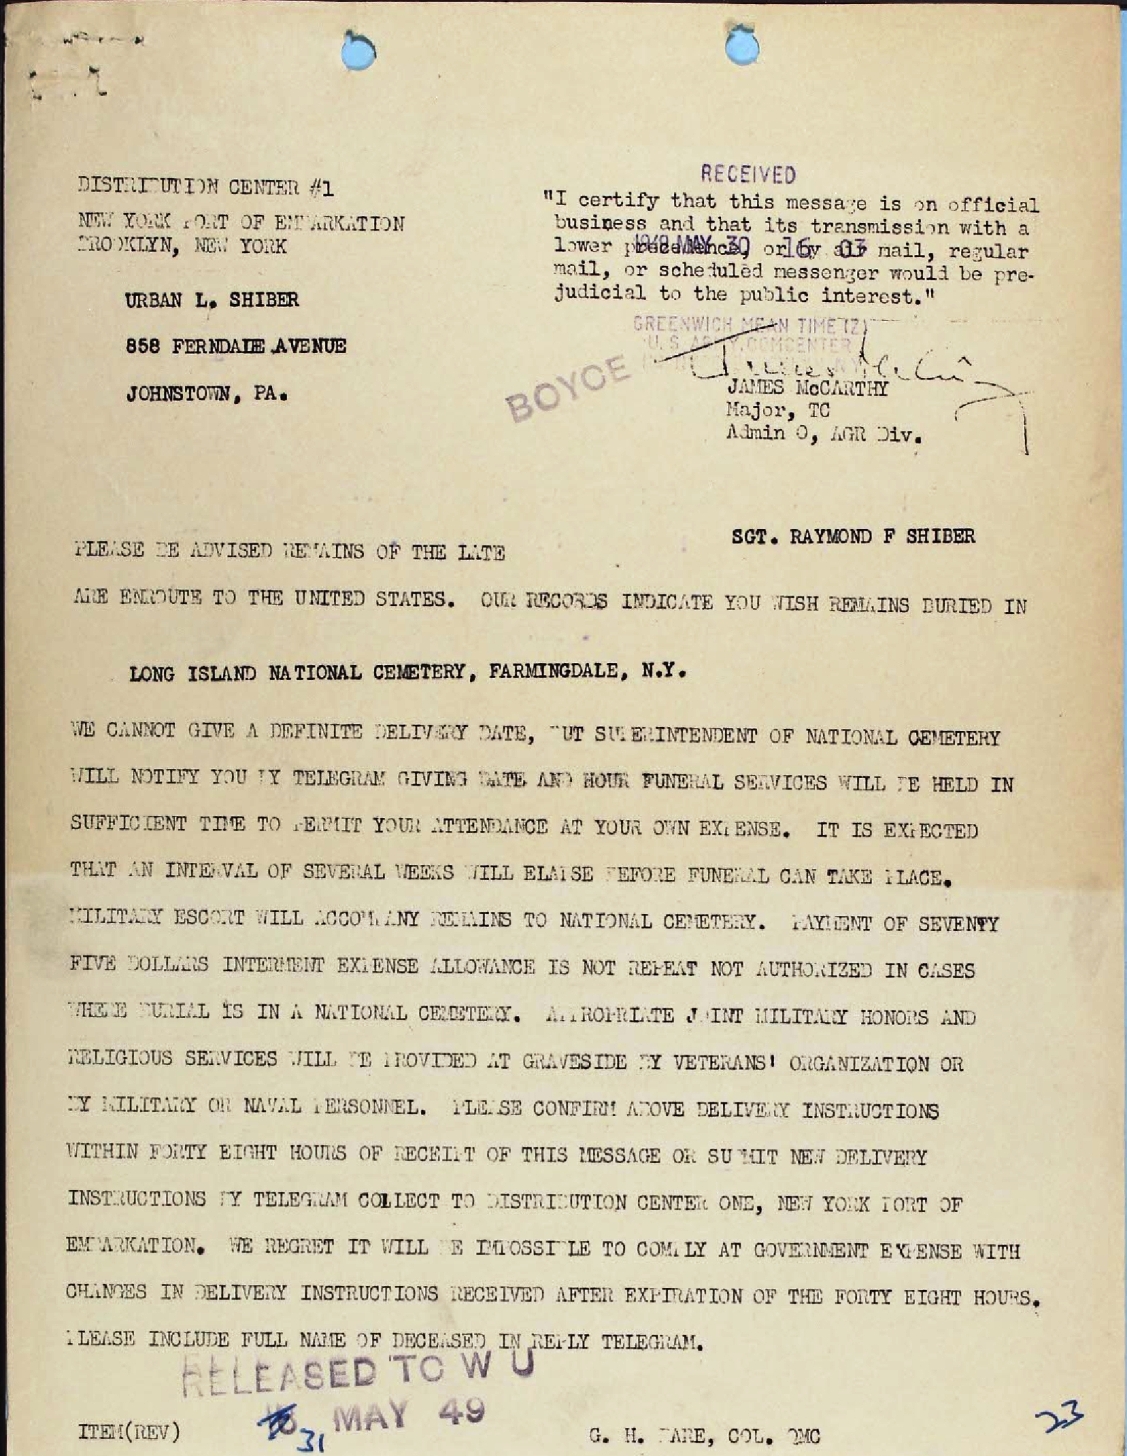 DISTRIBUTION CENTER #1
NEW YORK PORT OF EMBARKATION
BROOKLYN, NEW YORK
URBAN L. SHIBER
858 FERNDALE AVENUE
JOHNSTOWN, PA.
RECEIVED
"I certify that this message is on official
business and that its transmission with a
lower precedence, or by air mail, regular
mail, or scheduled messenger would be pre-
judicial to the public interest."
MAY 30 16 03
GREENWICH MEAN TIME (Z)
U.S. ARMY COMCENTER
BOYCE
JAMES McCARTHY
Major, TC
Admin O, AGR Div.
SGT. RAYMOND F SHIBER
PLEASE BE ADVISED REMAINS OF THE LATE
ARE ENROUTE TO THE UNITED STATES. OUR RECORDS INDICATE YOU WISH REMAINS BURIED IN
LONG ISLAND NATIONAL CEMETERY, FARMINGDALE, N.Y.
WE CANNOT GIVE A DEFINITE DELIVERY DATE, BUT SUPERINTENDENT OF NATIONAL CEMETERY
WILL NOTIFY YOU BY TELEGRAM GIVING DATE AND HOUR FUNERAL SERVICES WILL BE HELD IN
SUFFICIENT TIME TO PERMIT YOUR ATTENDANCE AT YOUR OWN EXPENSE. IT IS EXPECTED
THAT AN INTERVAL OF SEVERAL WEEKS WILL ELAPSE BEFORE FUNERAL CAN TAKE PLACE.
MILITARY ESCORT WILL ACCOMPANY REMAINS TO NATIONAL CEMETERY. PAYMENT OF SEVENTY
FIVE DOLLARS INTERMENT EXPENSE ALLOWANCE IS NOT REPEAT NOT AUTHORIZED IN CASES
WHERE BURIAL IS IN A NATIONAL CEMETERY. APPROPRIATE JOINT MILITARY HONORS AND
RELIGIOUS SERVICES WILL BE PROVIDED AT GRAVESIDE BY VETERANS' ORGANIZATION OR
BY MILITARY OR NAVAL PERSONNEL. PLEASE CONFIRM ABOVE DELIVERY INSTRUCTIONS
WITHIN FORTY EIGHT HOURS OF RECEIPT OF THIS MESSAGE OR SUBMIT NEW DELIVERY
INSTRUCTIONS BY TELEGRAM COLLECT TO DISTRIBUTION CENTER ONE, NEW YORK PORT OF
EMBARKATION. WE REGRET IT WILL BE IMPOSSIBLE TO COMPLY AT GOVERNMENT EXPENSE WITH
CHANGES IN DELIVERY INSTRUCTIONS RECEIVED AFTER EXPIRATION OF THE FORTY EIGHT HOURS.
PLEASE INCLUDE FULL NAME OF DECEASED IN REPLY TELEGRAM.
RELEASED TO W U
MAY 49
31
ITEM(REV)
G. H. BARE, COL. QMC
23